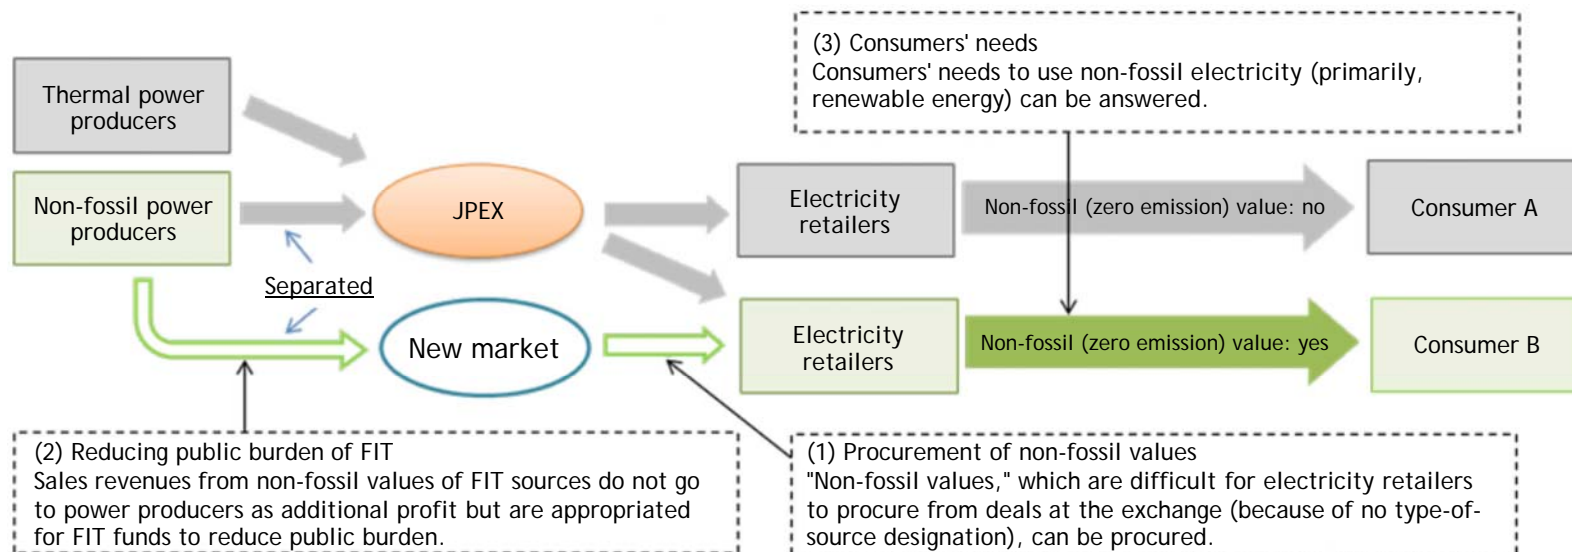 (3) Consumers' needs
Consumers' needs to use non-fossil electricity (primarily,
renewable energy) can be answered.
Thermal power
producers
Non-fossil power
producers
JPEX
Electricity
retailers
Non-fossil (zero emission) value: no
Consumer A
Separated
New market
Electricity
retailers
Non-fossil (zero emission) value: yes
Consumer B
(2) Reducing public burden of FIT
Sales revenues from non-fossil values of FIT sources do not go
to power producers as additional profit but are appropriated
for FIT funds to reduce public burden.
(1) Procurement of non-fossil values
"Non-fossil values," which are difficult for electricity retailers
to procure from deals at the exchange (because of no type-of-
source designation), can be procured.